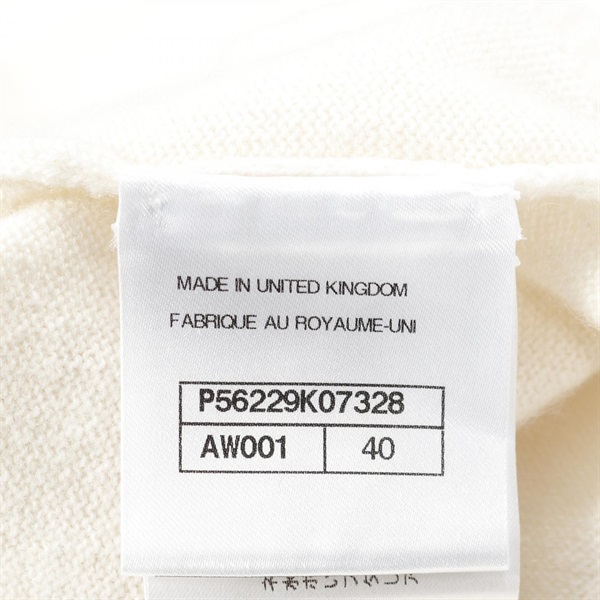 MADE IN UNITED KINGDOM
FABRIQUE AU ROYAUME-UNI
P56229K07328
AW001 40